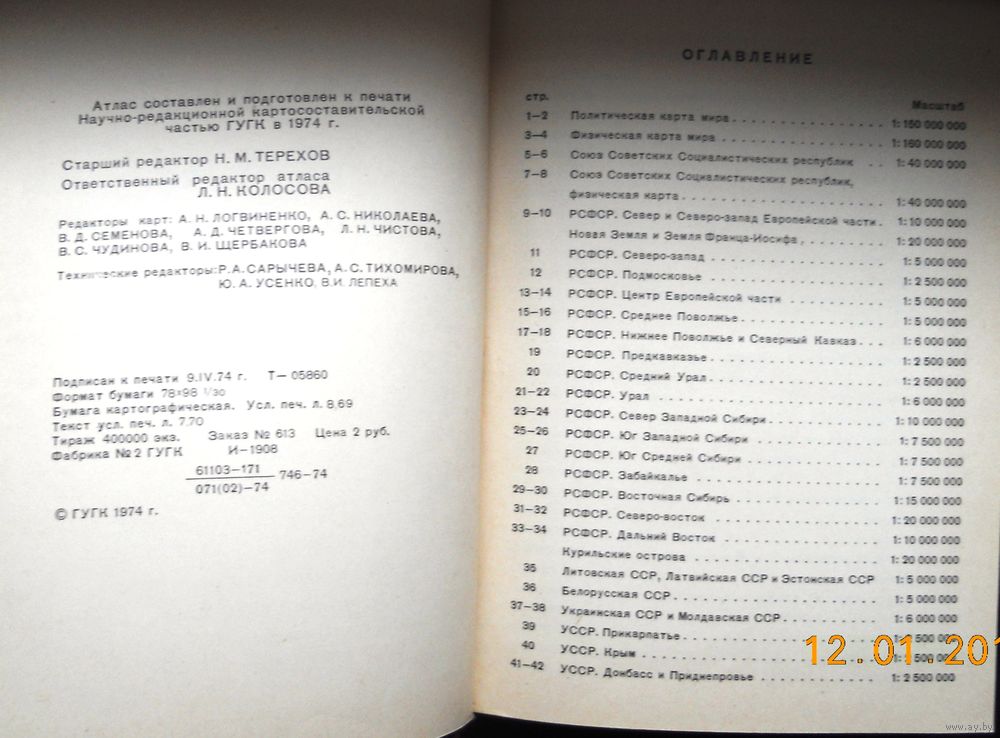 Атлас составлен и подготовлен к печати
Научно-редакционной картосоставительской
частью ГУГК в 1974 г.
Старший редактор Н. М. ТЕРЕХОВ
Ответственный редактор атласа
Л. Н. КОЛОСОВА
Редакторы карт: А. Н. ЛОГВИНЕНКО, А. С. НИКОЛАЕВА,
В. Д. СЕМЕНОВА, А. Д. ЧЕТВЕРГОВА, Л. Н. ЧИСТОВА,
В. С. ЧУДИНОВА, В. И. ЩЕРБАКОВА
Технические редакторы: Р. А. САРЫЧЕВА, А. С. ТИХОМИРОВА,
Ю. А. УСЕНКО, В. И. ЛЕПЕХА
Подписан к печати 9.IV.74 г. Т—05860
Формат бумаги 78×98 1/30
Бумага картографическая. Усл. печ. л. 8,69
Текст усл. печ. л. 7,70
Тираж 400000 экз. Заказ № 613 Цена 2 руб.
Фабрика №2 ГУГК И-1908
61103-171
071(02)-74 746-74
© ГУГК 1974 г.
ОГЛАВЛЕНИЕ
стр. Масштаб
1—2 Политическая карта мира . . . 1: 150 000 000
3—4 Физическая карта мира . . . 1: 160 000 000
5—6 Союз Советских Социалистических республик . . 1: 40 000 000
7—8 Союз Советских Социалистических республик,
физическая карта . . . 1: 40 000 000
9—10 РСФСР. Север и Северо-запад Европейской части . 1: 10 000 000
Новая Земля и Земля Франца-Иосифа, . . . 1: 20 000 000
11 РСФСР. Северо-запад . . . 1: 5 000 000
12 РСФСР. Подмосковье . . . 1: 2 500 000
13—14 РСФСР. Центр Европейской части . . . 1: 5 000 000
15—16 РСФСР. Среднее Поволжье . . . 1: 5 000 000
17—18 РСФСР. Нижнее Поволжье и Северный Кавказ . . . 1: 6 000 000
19 РСФСР. Предкавказье . . . 1: 2 500 000
20 РСФСР. Средний Урал . . . 1: 2 500 000
21—22 РСФСР. Урал . . . 1: 6 000 000
23—24 РСФСР. Север Западной Сибири . . . 1: 10 000 000
25—26 РСФСР. Юг Западной Сибири . . . 1: 7 500 000
27 РСФСР. Юг Средней Сибири . . . 1: 7 500 000
28 РСФСР. Забайкалье . . . 1: 7 500 000
29—30 РСФСР. Восточная Сибирь . . . 1: 15 000 000
31—32 РСФСР. Северо-восток . . . 1: 20 000 000
33—34 РСФСР. Дальний Восток . . . 1: 10 000 000
Курильские острова . . . 1: 20 000 000
35 Литовская ССР, Латвийская ССР и Эстонская ССР 1: 5 000 000
36 Белорусская ССР . . . 1: 5 000 000
37—38 Украинская ССР и Молдавская ССР . . . 1: 6 000 000
39 УССР. Прикарпатье . . . 500 000
40 УССР. Крым . . . 500 000
41—42 УССР. Донбасс и Приднепровье . . . 1: 2 500 000
12.01.201
www.ay.by